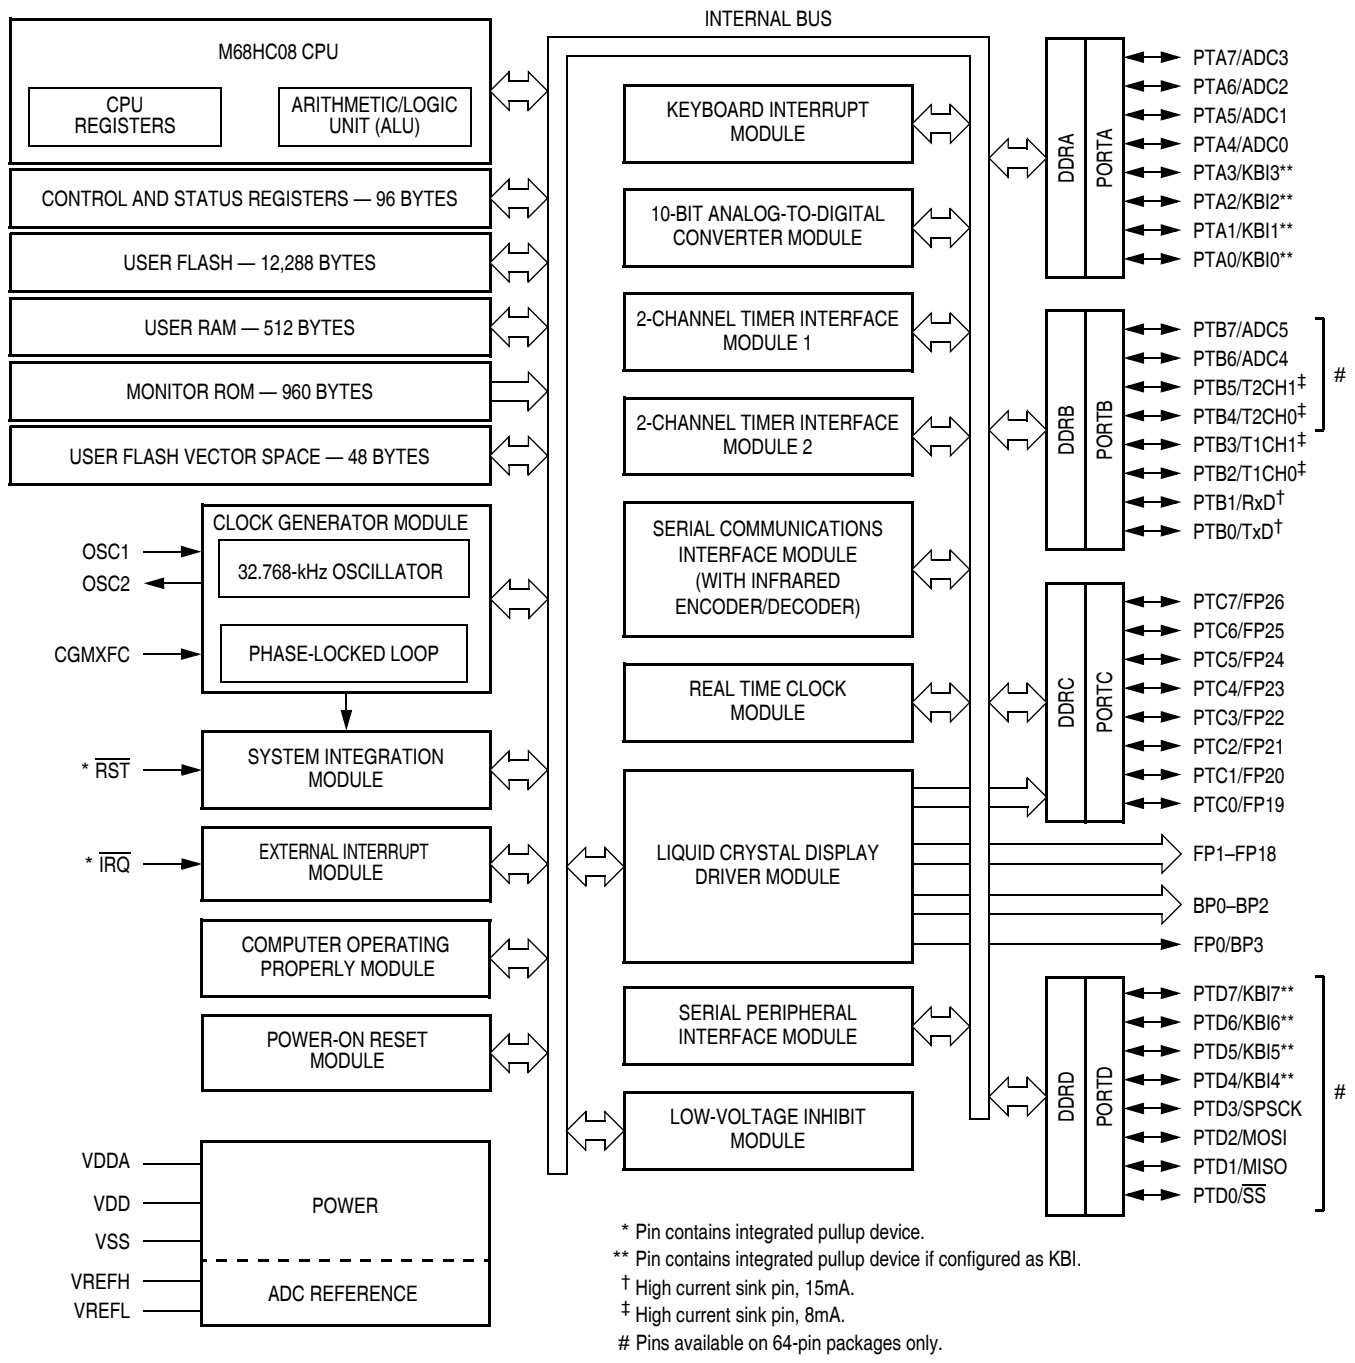 INTERNAL BUS
M68HC08 CPU
CPU
REGISTERS
ARITHMETIC/LOGIC
UNIT (ALU)
CONTROL AND STATUS REGISTERS — 96 BYTES
USER FLASH — 12,288 BYTES
USER RAM — 512 BYTES
MONITOR ROM — 960 BYTES
USER FLASH VECTOR SPACE — 48 BYTES
CLOCK GENERATOR MODULE
32.768-kHz OSCILLATOR
PHASE-LOCKED LOOP
OSC1
OSC2
CGMXFC
SYSTEM INTEGRATION
MODULE
* R̅S̅T̅
EXTERNAL INTERRUPT
MODULE
* I̅R̅Q̅
COMPUTER OPERATING
PROPERLY MODULE
POWER-ON RESET
MODULE
VDDA
VDD
VSS
VREFH
VREFL
POWER
ADC REFERENCE
KEYBOARD INTERRUPT
MODULE
10-BIT ANALOG-TO-DIGITAL
CONVERTER MODULE
2-CHANNEL TIMER INTERFACE
MODULE 1
2-CHANNEL TIMER INTERFACE
MODULE 2
SERIAL COMMUNICATIONS
INTERFACE MODULE
(WITH INFRARED
ENCODER/DECODER)
REAL TIME CLOCK
MODULE
LIQUID CRYSTAL DISPLAY
DRIVER MODULE
SERIAL PERIPHERAL
INTERFACE MODULE
LOW-VOLTAGE INHIBIT
MODULE
DDRA
PORTA
PTA7/ADC3
PTA6/ADC2
PTA5/ADC1
PTA4/ADC0
PTA3/KBI3**
PTA2/KBI2**
PTA1/KBI1**
PTA0/KBI0**
DDRB
PORTB
PTB7/ADC5
PTB6/ADC4
PTB5/T2CH1‡
PTB4/T2CH0‡
PTB3/T1CH1‡
PTB2/T1CH0‡
PTB1/RxD†
PTB0/TxD†
#
DDRC
PORTC
PTC7/FP26
PTC6/FP25
PTC5/FP24
PTC4/FP23
PTC3/FP22
PTC2/FP21
PTC1/FP20
PTC0/FP19
FP1–FP18
BP0–BP2
FP0/BP3
DDRD
PORTD
PTD7/KBI7**
PTD6/KBI6**
PTD5/KBI5**
PTD4/KBI4**
PTD3/SPSCK
PTD2/MOSI
PTD1/MISO
PTD0/S̅S̅
#
* Pin contains integrated pullup device.
** Pin contains integrated pullup device if configured as KBI.
† High current sink pin, 15mA.
‡ High current sink pin, 8mA.
# Pins available on 64-pin packages only.